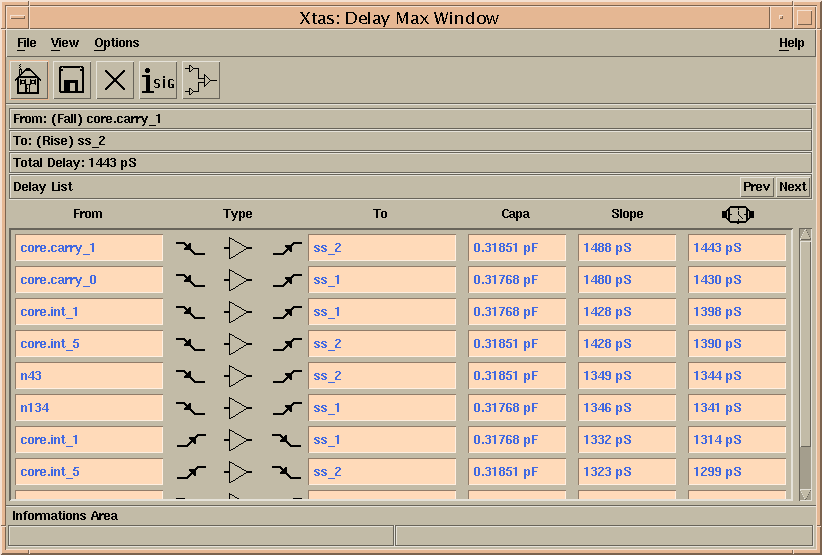 Xtas: Delay Max Window
File View Options Help
isIG
From: (Fall) core.carry_1
To: (Rise) ss_2
Total Delay: 1443 pS
Delay List Prev Next
From Type To Capa Slope
core.carry_1 ss_2 0.31851 pF 1488 pS 1443 pS
core.carry_0 ss_1 0.31768 pF 1480 pS 1430 pS
core.int_1 ss_1 0.31768 pF 1428 pS 1398 pS
core.int_5 ss_2 0.31851 pF 1428 pS 1390 pS
n43 ss_2 0.31851 pF 1349 pS 1344 pS
n134 ss_1 0.31768 pF 1346 pS 1341 pS
core.int_1 ss_1 0.31768 pF 1332 pS 1314 pS
core.int_5 ss_2 0.31851 pF 1323 pS 1299 pS
Informations Area